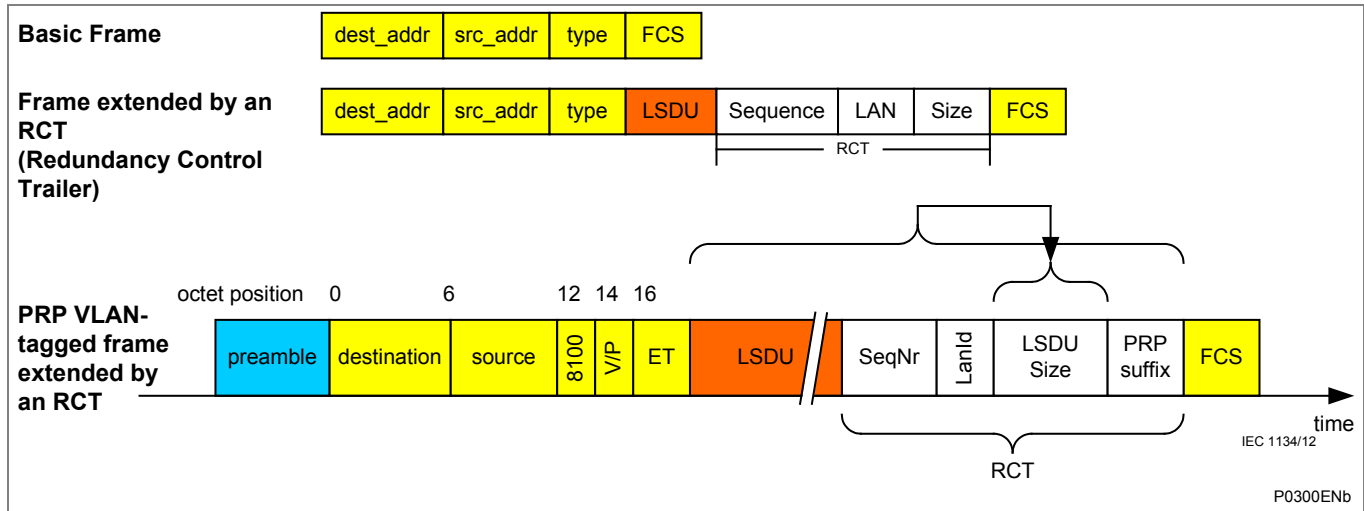 Basic Frame
dest_addr src_addr type FCS
Frame extended by an
RCT
(Redundancy Control
Trailer)
dest_addr src_addr type LSDU Sequence LAN Size FCS
RCT
octet position 0 6 12 14 16
PRP VLAN-
tagged frame
extended by
an RCT
preamble destination source 8100 V/P ET LSDU SeqNr LanId LSDU
Size PRP
suffix FCS
time
IEC 1134/12
RCT
P0300ENb